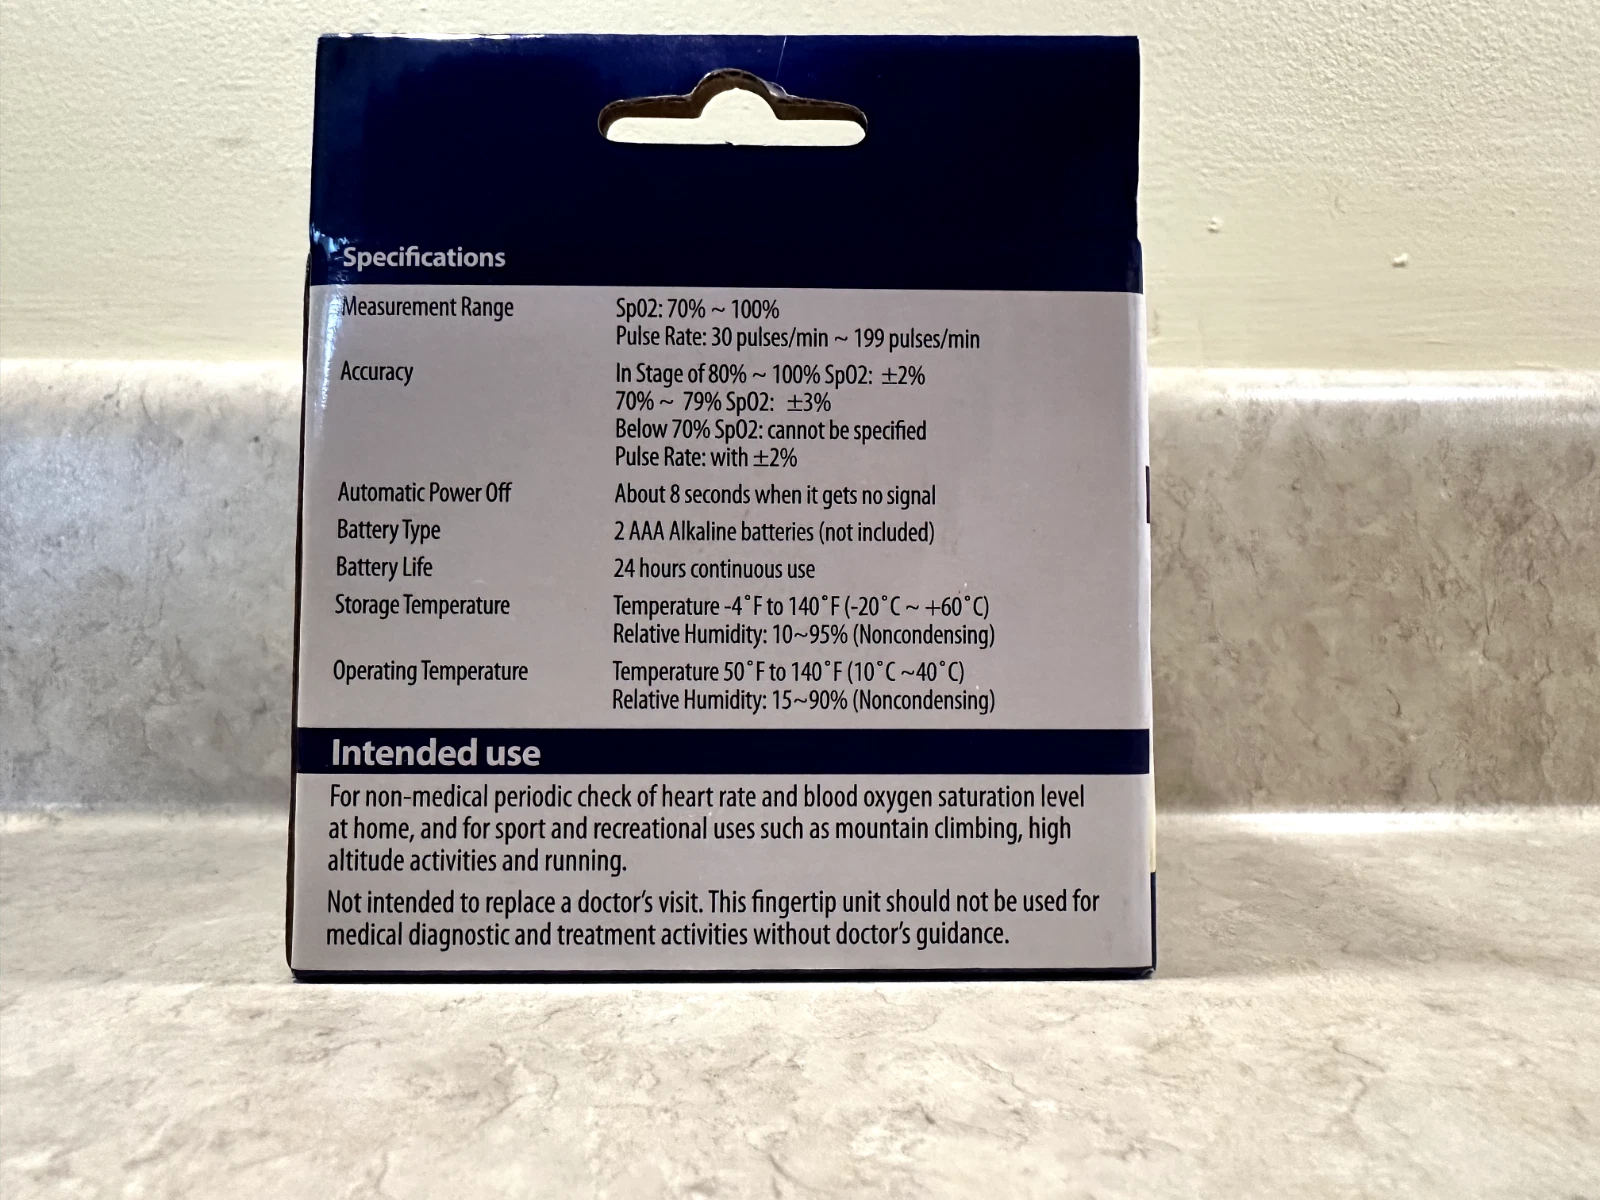 Specifications
Measurement Range SpO2: 70% ~ 100%
Pulse Rate: 30 pulses/min ~ 199 pulses/min
Accuracy In Stage of 80% ~ 100% SpO2: ±2%
70% ~ 79% SpO2: ±3%
Below 70% SpO2: cannot be specified
Pulse Rate: with ±2%
Automatic Power Off About 8 seconds when it gets no signal
Battery Type 2 AAA Alkaline batteries (not included)
Battery Life 24 hours continuous use
Storage Temperature Temperature -4°F to 140°F (-20°C ~ +60°C)
Relative Humidity: 10~95% (Noncondensing)
Operating Temperature Temperature 50°F to 140°F (10°C ~40°C)
Relative Humidity: 15~90% (Noncondensing)
Intended use
For non-medical periodic check of heart rate and blood oxygen saturation level
at home, and for sport and recreational uses such as mountain climbing, high
altitude activities and running.
Not intended to replace a doctor's visit. This fingertip unit should not be used for
medical diagnostic and treatment activities without doctor's guidance.